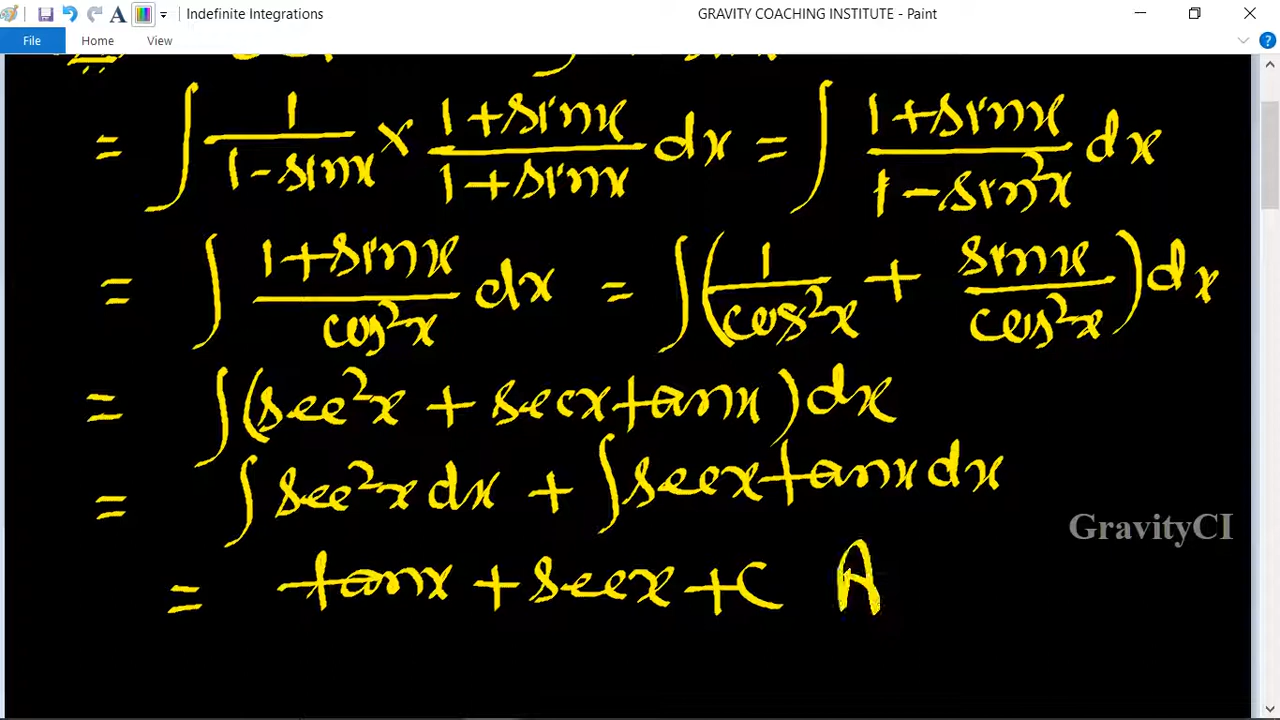 Indefinite Integrations
GRAVITY COACHING INSTITUTE - Paint
File Home View
= ∫ 1/(1-sinx) × (1+sinx)/(1+sinx) dx = ∫ (1+sinx)/(1-sin²x) dx
= ∫ (1+sinx)/cos²x dx = ∫ (1/cos²x + sinx/cos²x) dx
= ∫ (sec²x + secx tanx) dx
= ∫ sec²x dx + ∫ secx tanx dx
GravityCI
= tanx + secx + C A